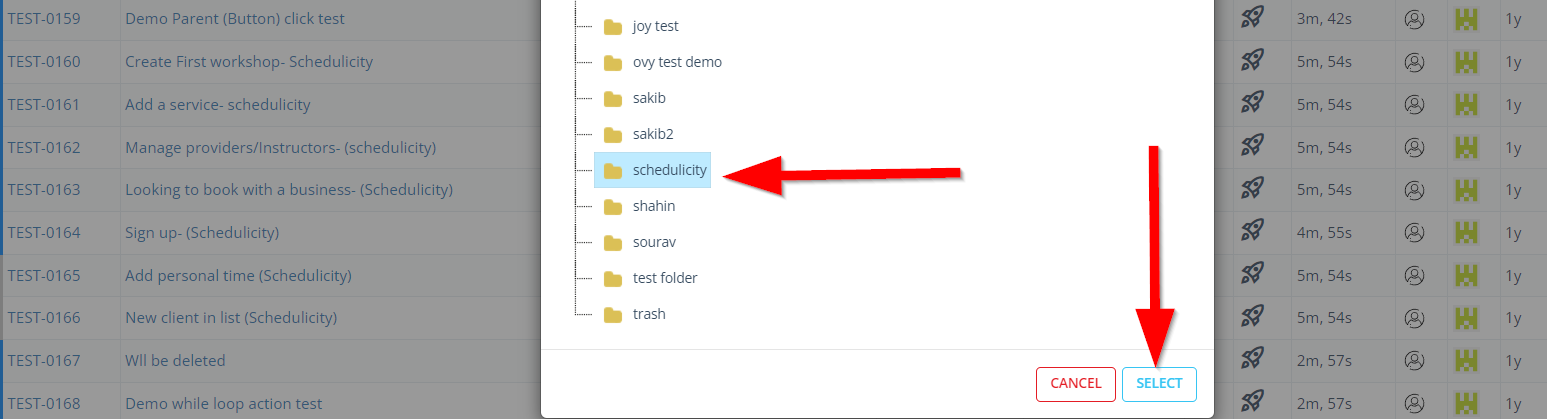 TEST-0159 Demo Parent (Button) click test 3m, 42s 1y
TEST-0160 Create First workshop- Schedulicity 5m, 54s 1y
TEST-0161 Add a service- schedulicity 5m, 54s 1y
TEST-0162 Manage providers/Instructors- (schedulicity) 5m, 54s 1y
TEST-0163 Looking to book with a business- (Schedulicity) 5m, 54s 1y
TEST-0164 Sign up- (Schedulicity) 4m, 55s 1y
TEST-0165 Add personal time (Schedulicity) 5m, 54s 1y
TEST-0166 New client in list (Schedulicity) 5m, 54s 1y
TEST-0167 Wll be deleted 2m, 57s 1y
TEST-0168 Demo while loop action test 2m, 57s 1y
joy test
ovy test demo
sakib
sakib2
schedulicity
shahin
sourav
test folder
trash
CANCEL SELECT